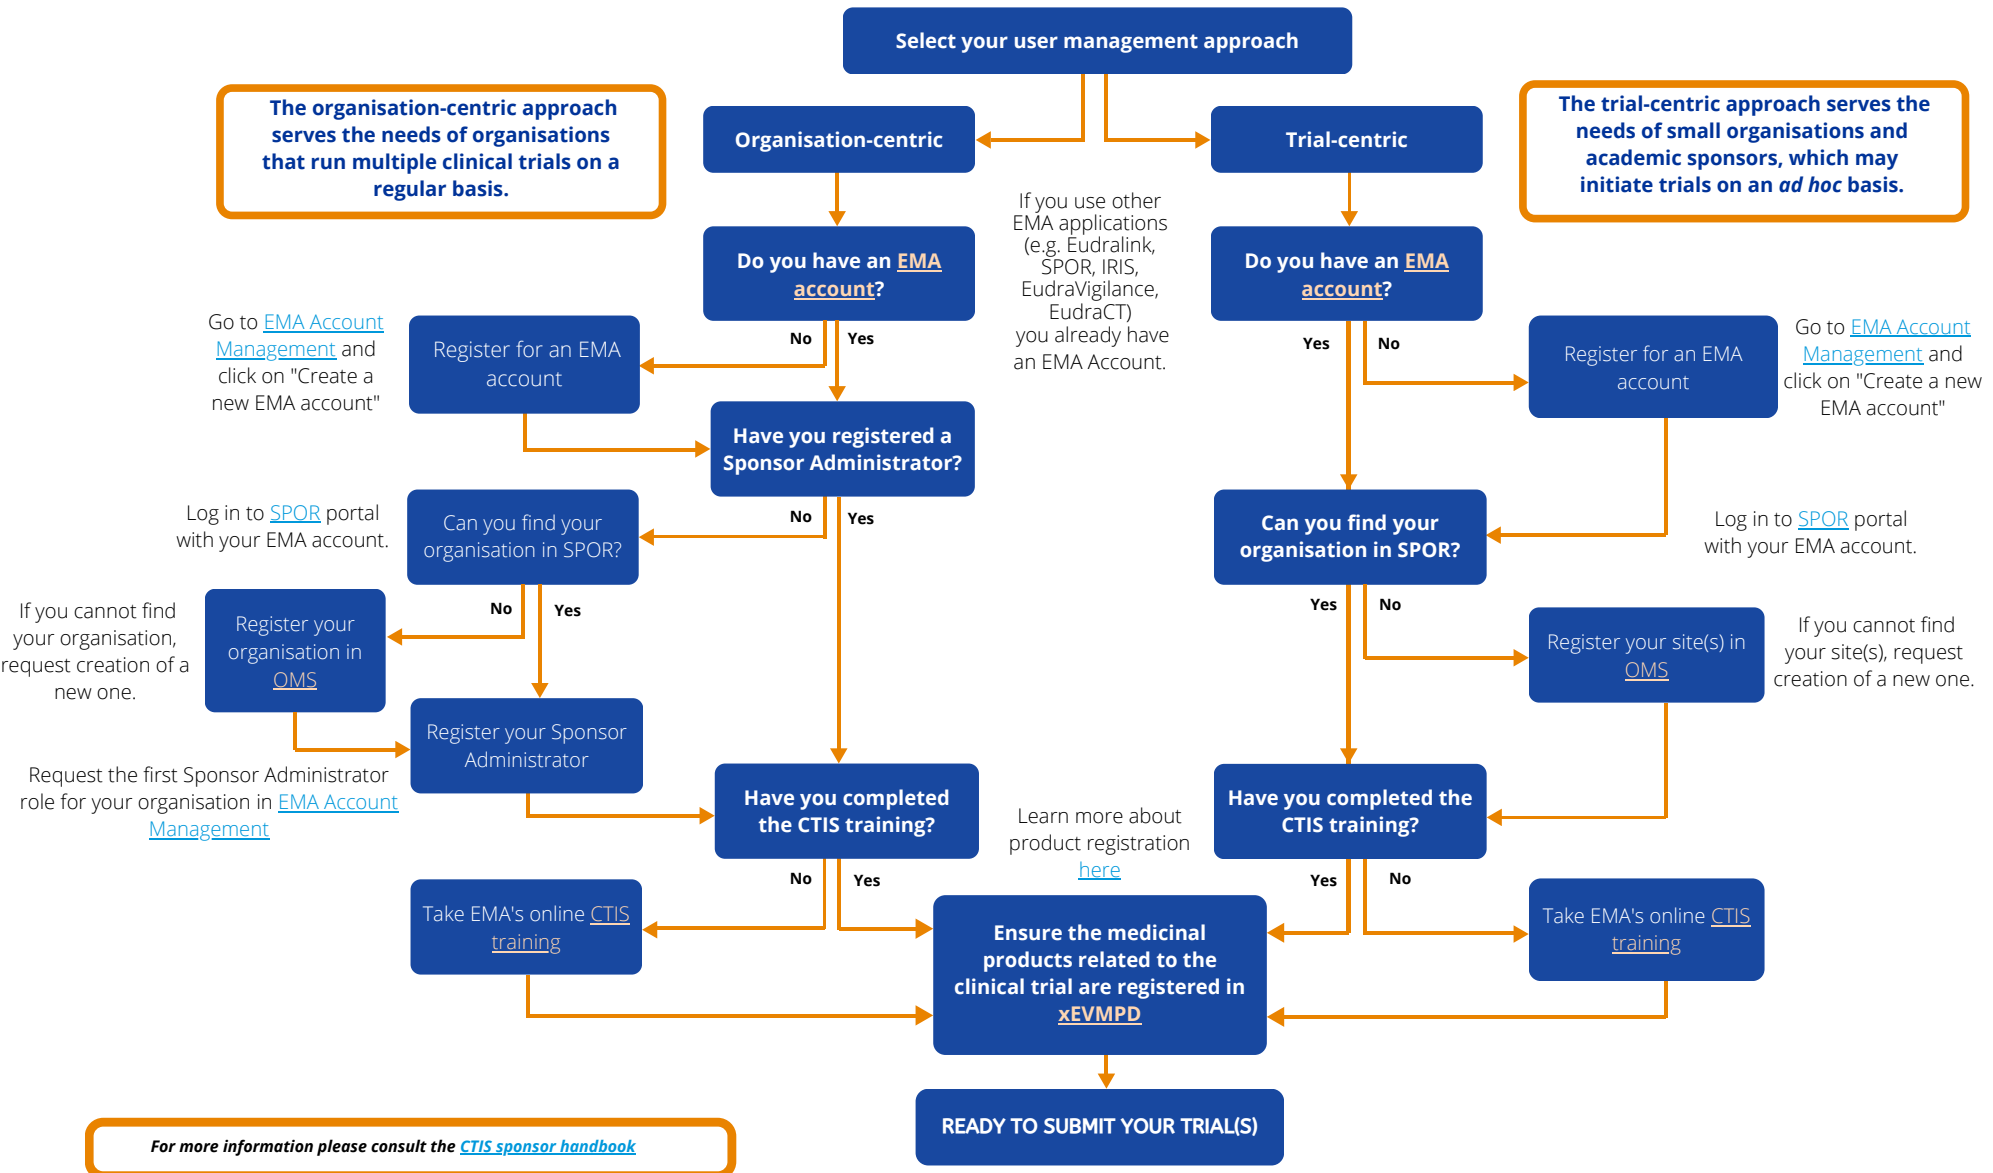 Select your user management approach
The organisation-centric approach
serves the needs of organisations
that run multiple clinical trials on a
regular basis.
Organisation-centric
Trial-centric
The trial-centric approach serves the
needs of small organisations and
academic sponsors, which may
initiate trials on an ad hoc basis.
If you use other
EMA applications
(e.g. Eudralink,
SPOR, IRIS,
EudraVigilance,
EudraCT)
you already have
an EMA Account.
Do you have an EMA
account?
Do you have an EMA
account?
No
Yes
Yes
No
Go to EMA Account
Management and
click on "Create a
new EMA account"
Register for an EMA
account
Register for an EMA
account
Go to EMA Account
Management and
click on "Create a new
EMA account"
Have you registered a
Sponsor Administrator?
No
Yes
Log in to SPOR portal
with your EMA account.
Can you find your
organisation in SPOR?
Can you find your
organisation in SPOR?
Log in to SPOR portal
with your EMA account.
No
Yes
Yes
No
If you cannot find
your organisation,
request creation of a
new one.
Register your
organisation in
OMS
Register your site(s) in
OMS
If you cannot find
your site(s), request
creation of a new one.
Register your Sponsor
Administrator
Request the first Sponsor Administrator
role for your organisation in EMA Account
Management
Have you completed
the CTIS training?
Learn more about
product registration
here
Have you completed the
CTIS training?
No
Yes
Yes
No
Take EMA's online CTIS
training
Ensure the medicinal
products related to the
clinical trial are registered in
xEVMPD
Take EMA's online CTIS
training
READY TO SUBMIT YOUR TRIAL(S)
For more information please consult the CTIS sponsor handbook